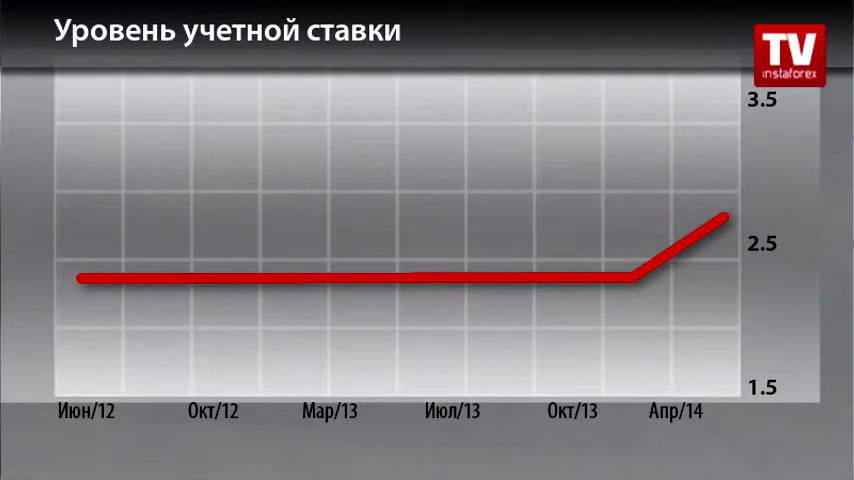 Уровень учетной ставки
TV
instaforex
3.5
2.5
1.5
Июн/12 Окт/12 Мар/13 Июл/13 Окт/13 Апр/14